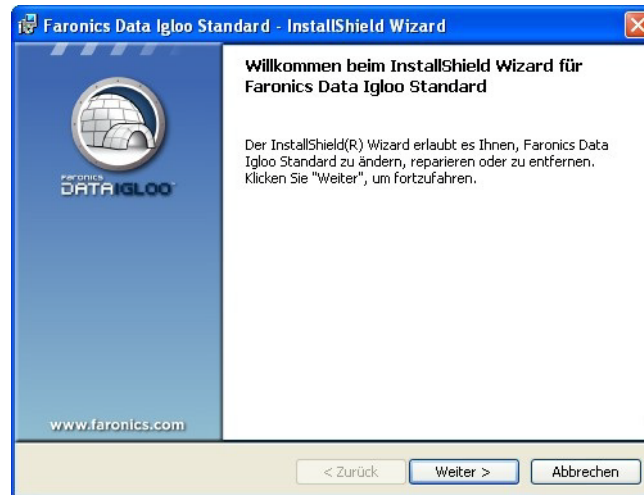 Faronics Data Igloo Standard - InstallShield Wizard
Willkommen beim InstallShield Wizard für
Faronics Data Igloo Standard
Der InstallShield(R) Wizard erlaubt es Ihnen, Faronics Data
Igloo Standard zu ändern, reparieren oder zu entfernen.
Klicken Sie "Weiter", um fortzufahren.
Faronics
DATA IGLOO
www.faronics.com
< Zurück
Weiter >
Abbrechen